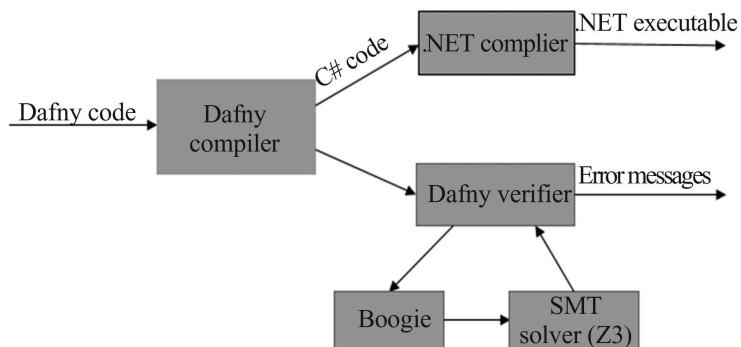 .NET executable
.NET complier
C# code
Dafny code
Dafny
compiler
Dafny verifier
Error messages
Boogie
SMT
solver (Z3)